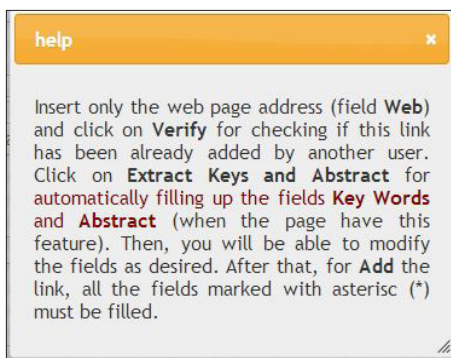 help
Insert only the web page address (field Web)
and click on Verify for checking if this link
has been already added by another user.
Click on Extract Keys and Abstract for
automatically filling up the fields Key Words
and Abstract (when the page have this
feature). Then, you will be able to modify
the fields as desired. After that, for Add the
link, all the fields marked with asterisc (*)
must be filled.